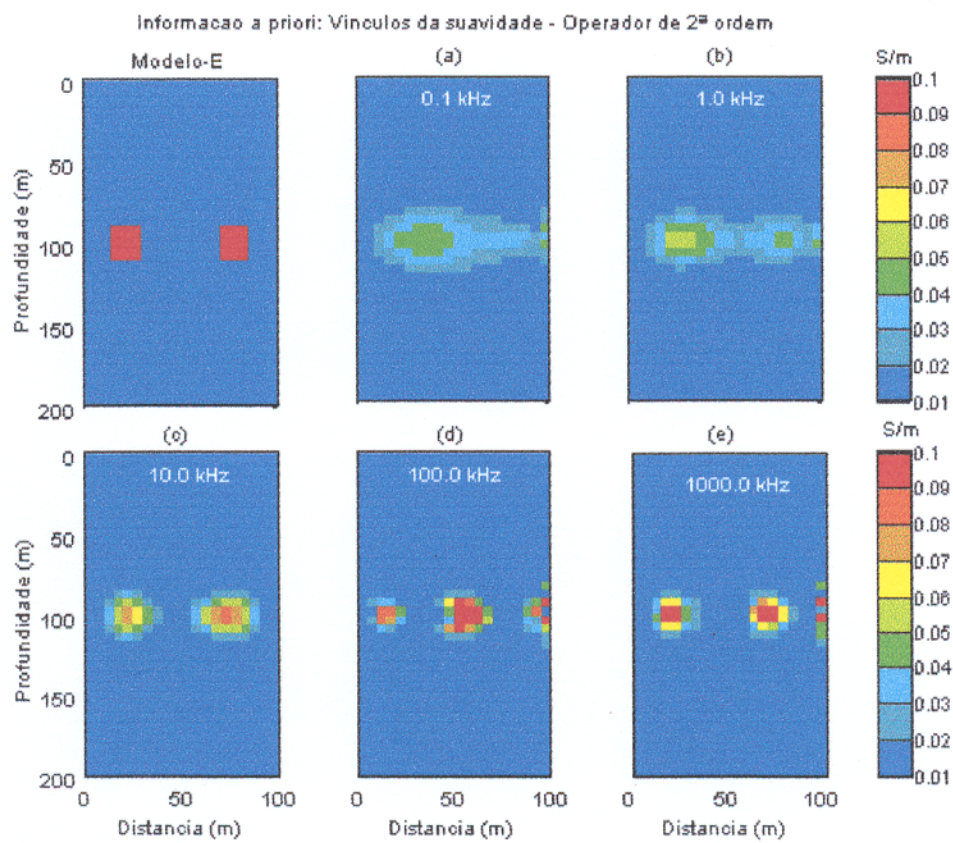 Informacao a priori: Vinculos da suavidade - Operador de 2ª ordem
Modelo-E
(a)
(b)
S/m
0.1 kHz
1.0 kHz
0
50
100
150
200
Profundidade (m)
0.1
0.09
0.08
0.07
0.06
0.05
0.04
0.03
0.02
0.01
(c)
(d)
(e)
S/m
10.0 kHz
100.0 kHz
1000.0 kHz
0
50
100
150
200
Profundidade (m)
0.1
0.09
0.08
0.07
0.06
0.05
0.04
0.03
0.02
0.01
0 50 100
0 50 100
0 50 100
Distancia (m)
Distancia (m)
Distancia (m)